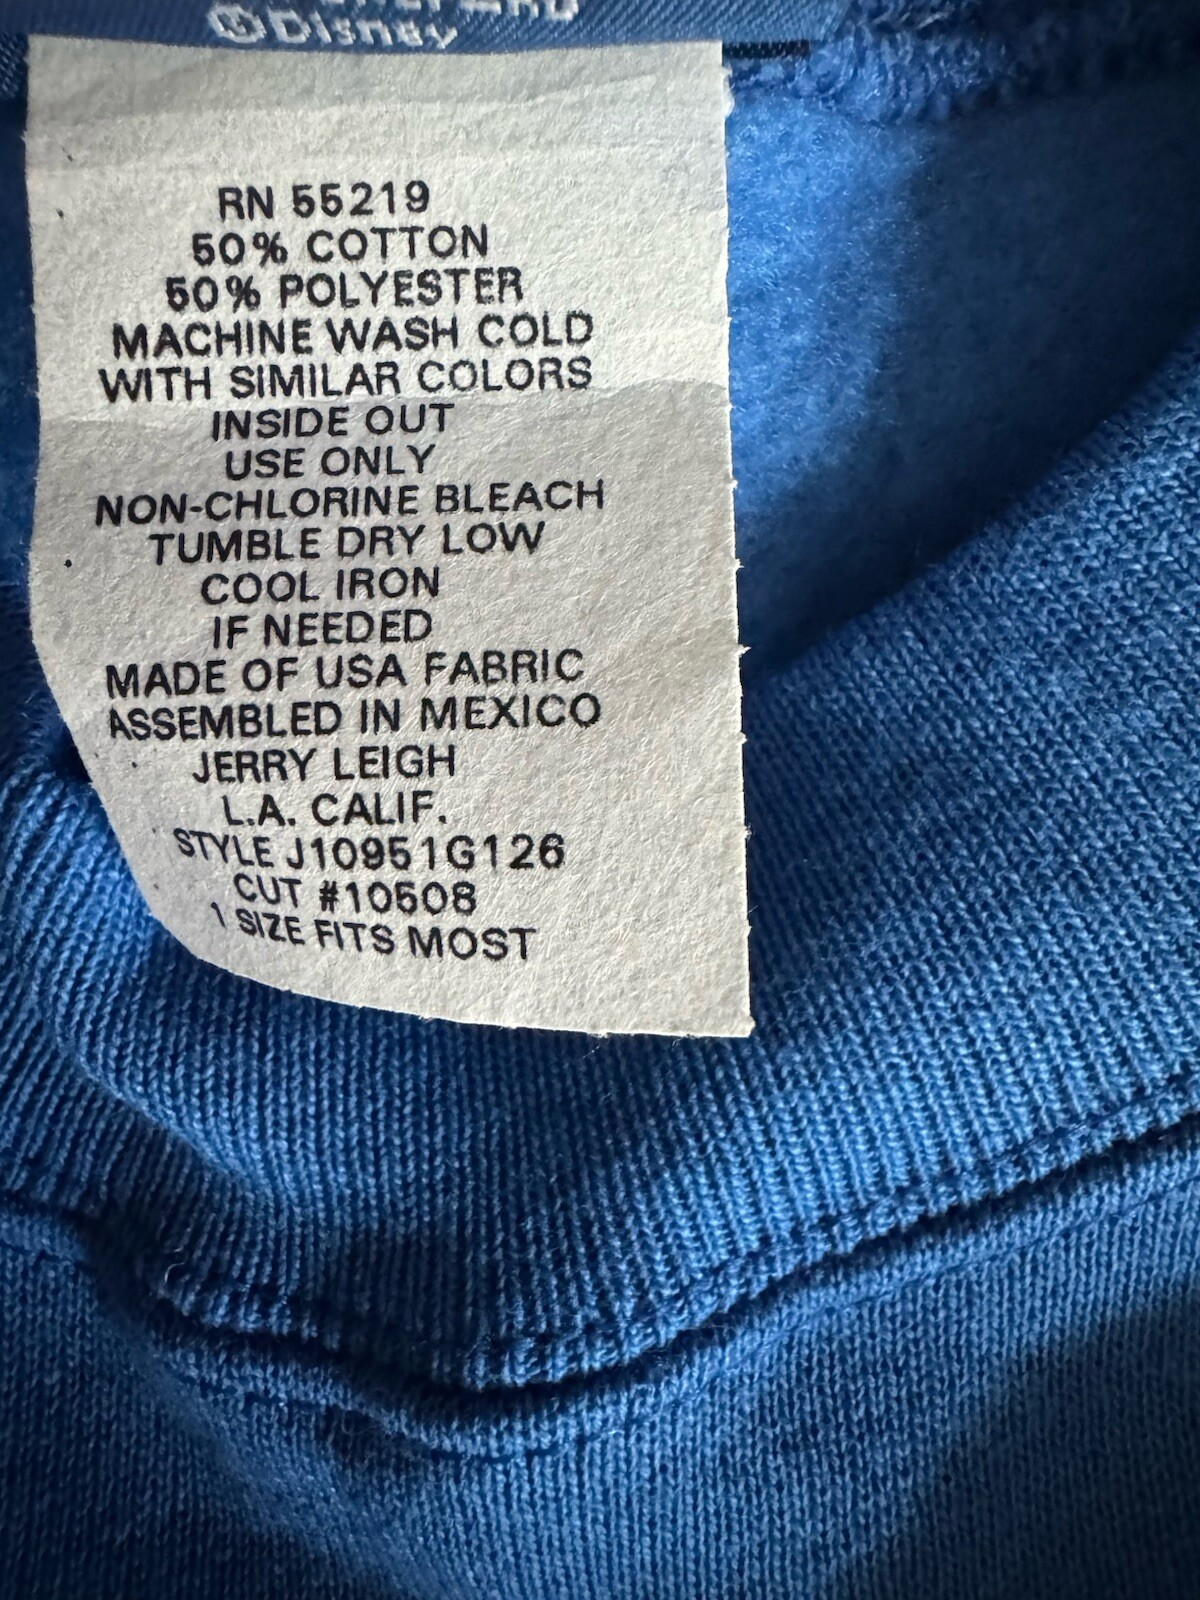 ©Disney
RN 55219
50% COTTON
50% POLYESTER
MACHINE WASH COLD
WITH SIMILAR COLORS
INSIDE OUT
USE ONLY
NON-CHLORINE BLEACH
TUMBLE DRY LOW
COOL IRON
IF NEEDED
MADE OF USA FABRIC
ASSEMBLED IN MEXICO
JERRY LEIGH
L.A. CALIF.
STYLE J10951G126
CUT #10508
1 SIZE FITS MOST